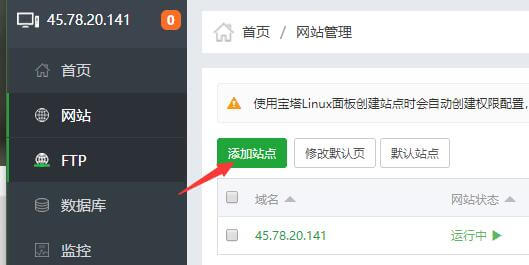 45.78.20.141 0
首页
网站
FTP
数据库
监控
首页 / 网站管理
使用宝塔Linux面板创建站点时会自动创建权限配置,
添加站点 修改默认页 默认站点
域名 网站状态
45.78.20.141 运行中